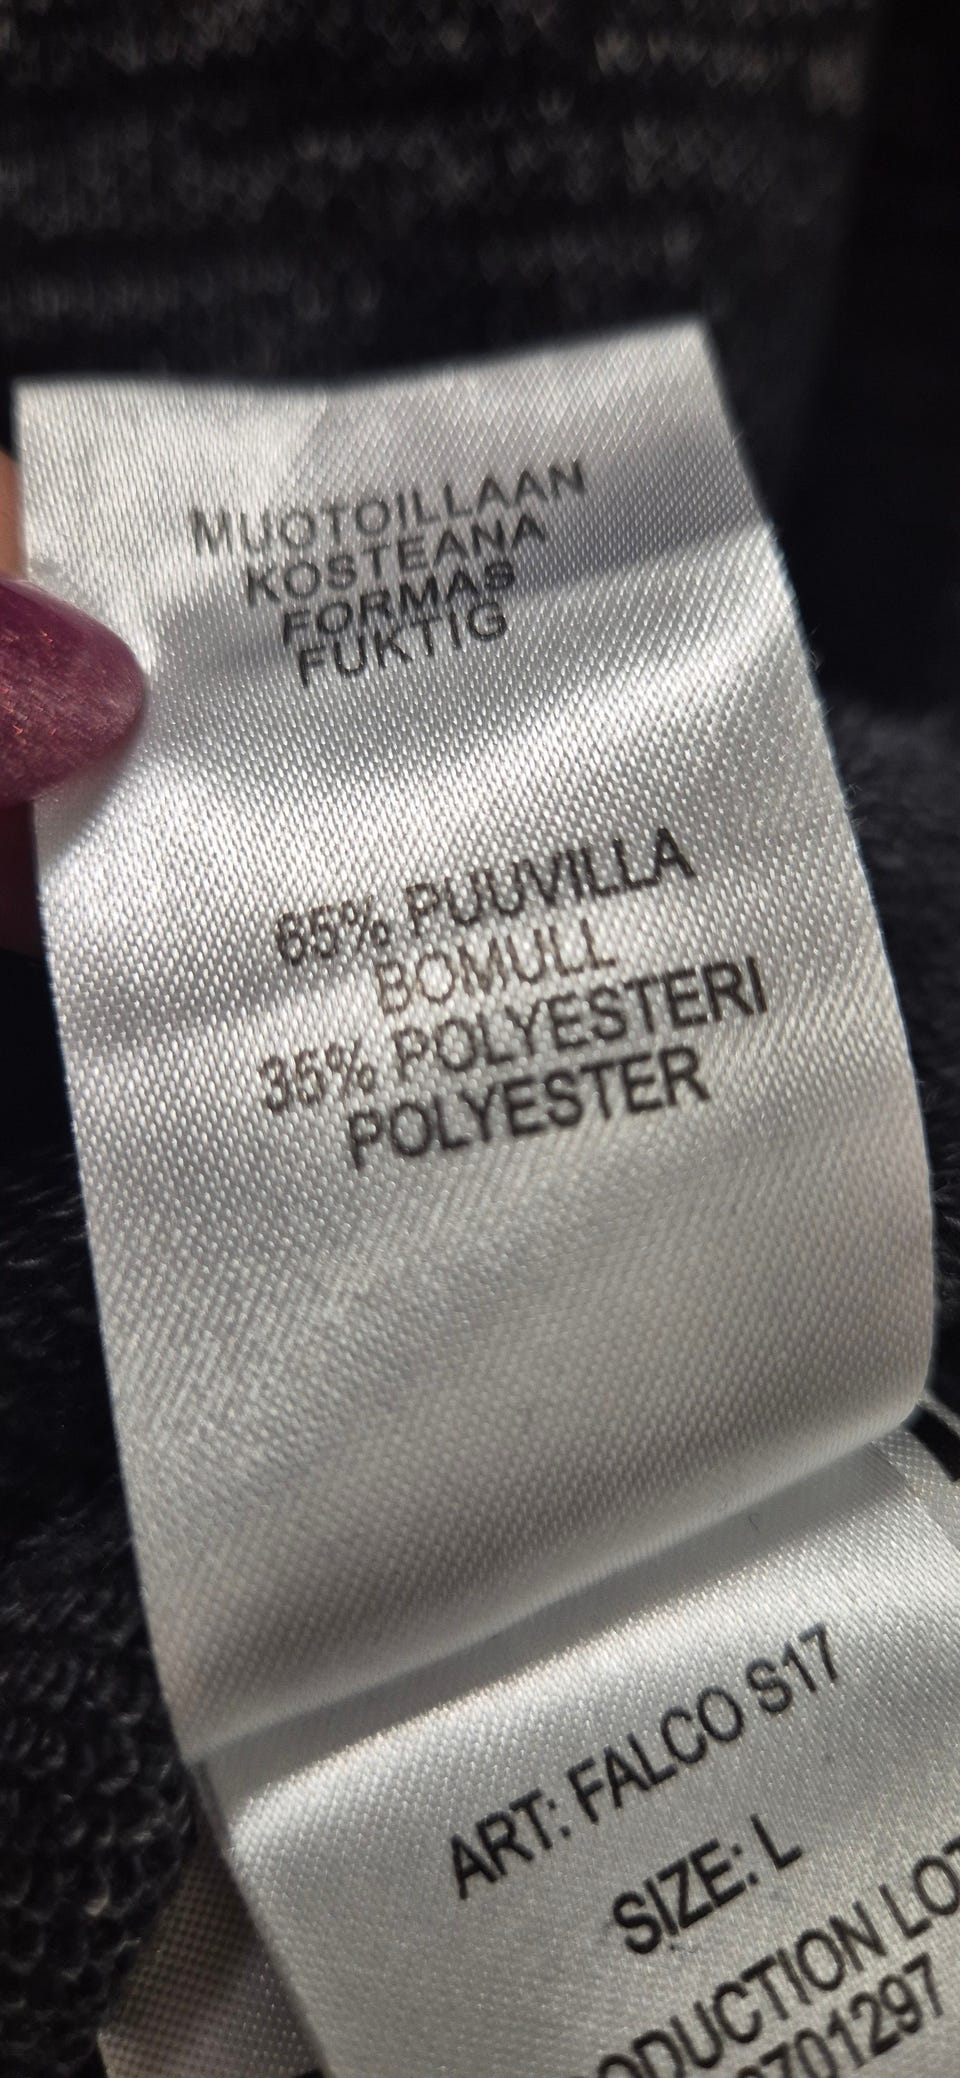 MUOTOILLAAN
KOSTEANA
FORMAS
FUKTIG
65% PUUVILLA
BOMULL
35% POLYESTERI
POLYESTER
ART: FALCO S17
SIZE: L